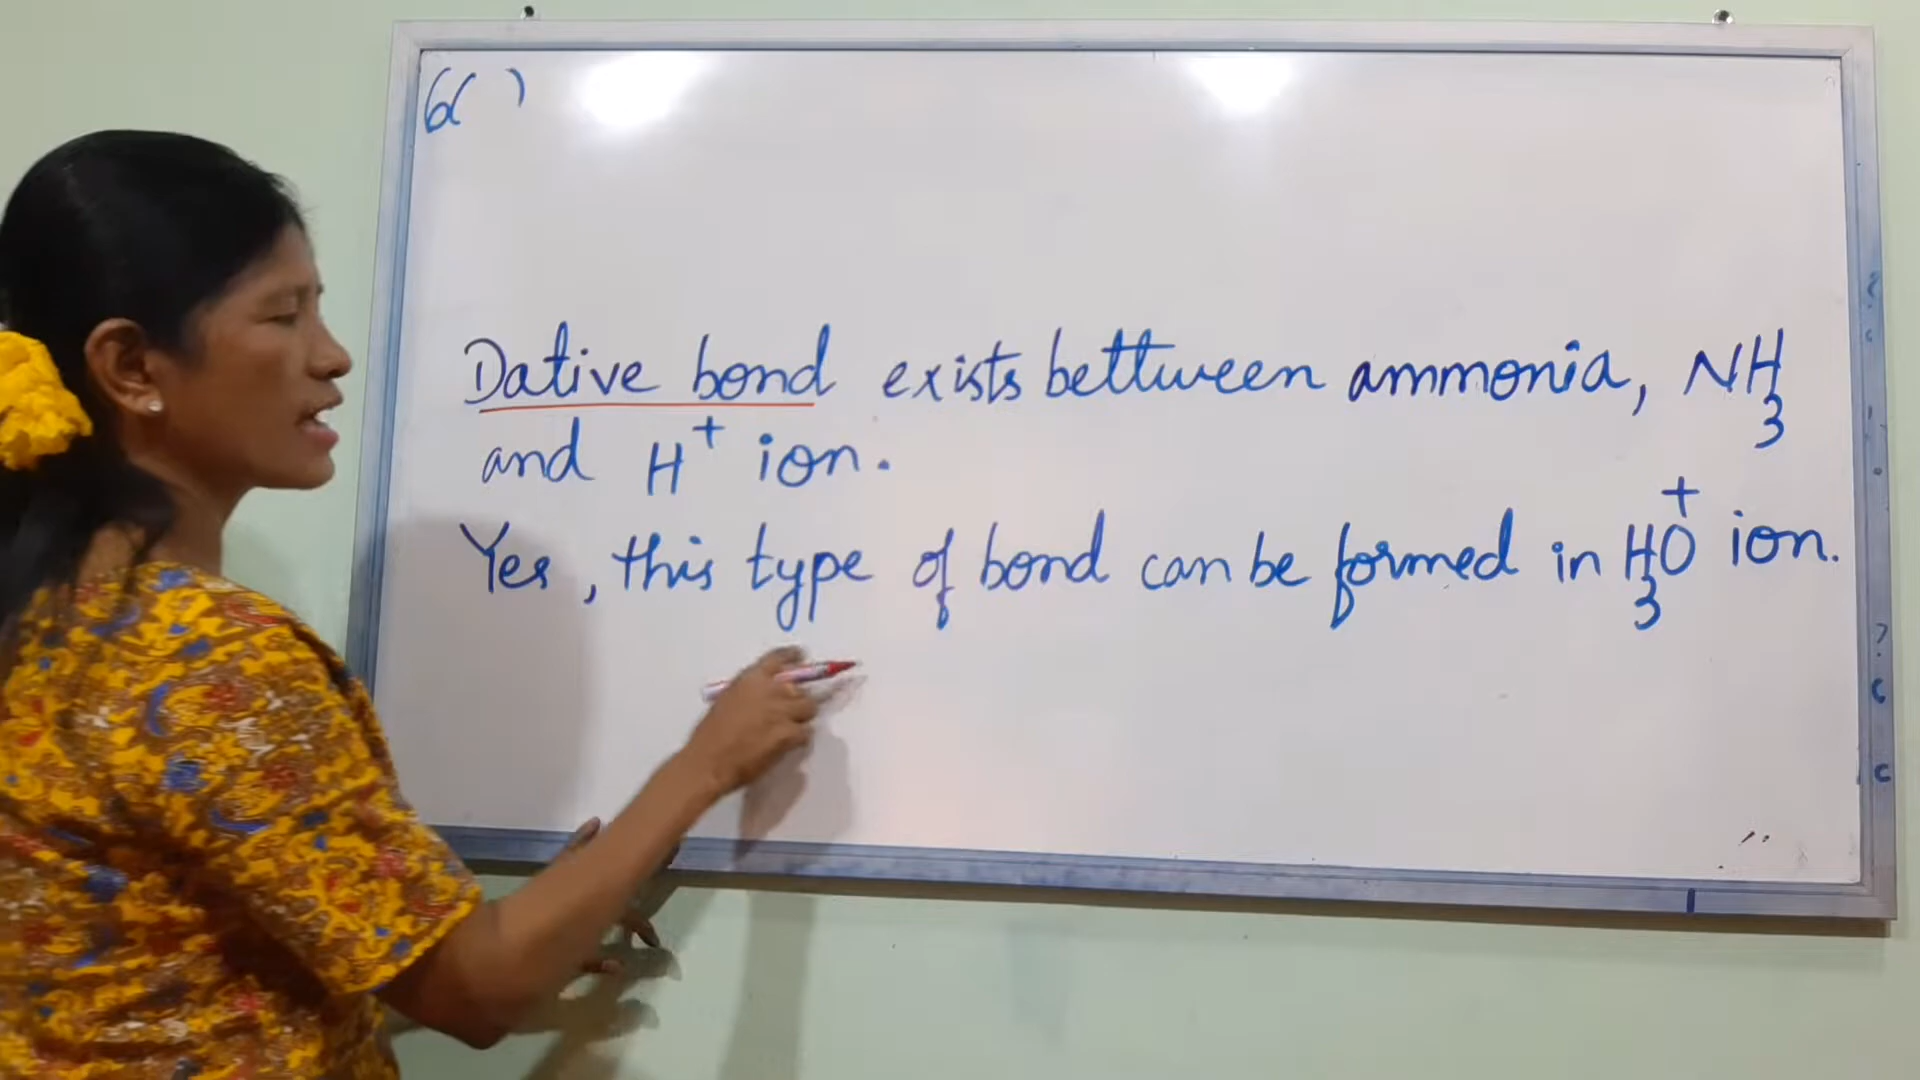 6( )
Dative bond exists bettween ammonia, NH3
and H+ ion.
Yes, this type of bond can be formed in H3O+ ion.